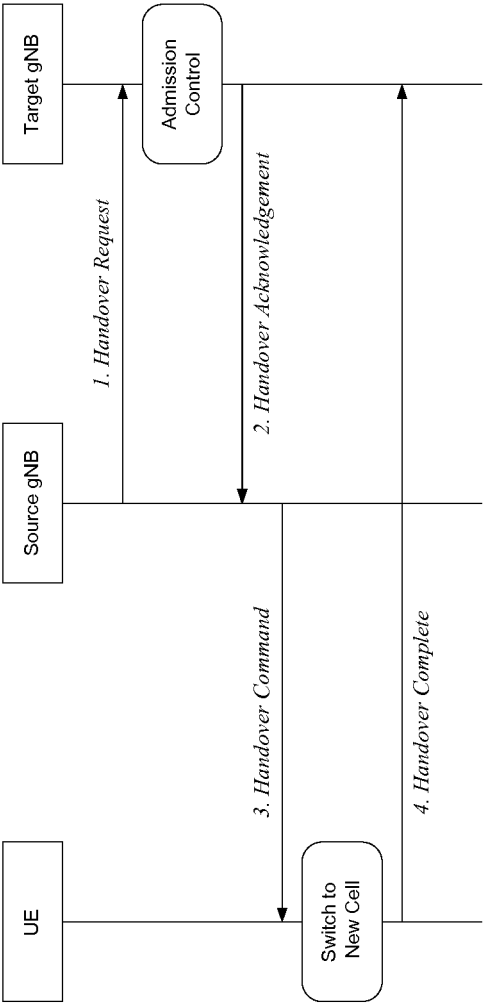 UE
Source gNB
Target gNB
1. Handover Request
Admission
Control
2. Handover Acknowledgement
3. Handover Command
Switch to
New Cell
4. Handover Complete